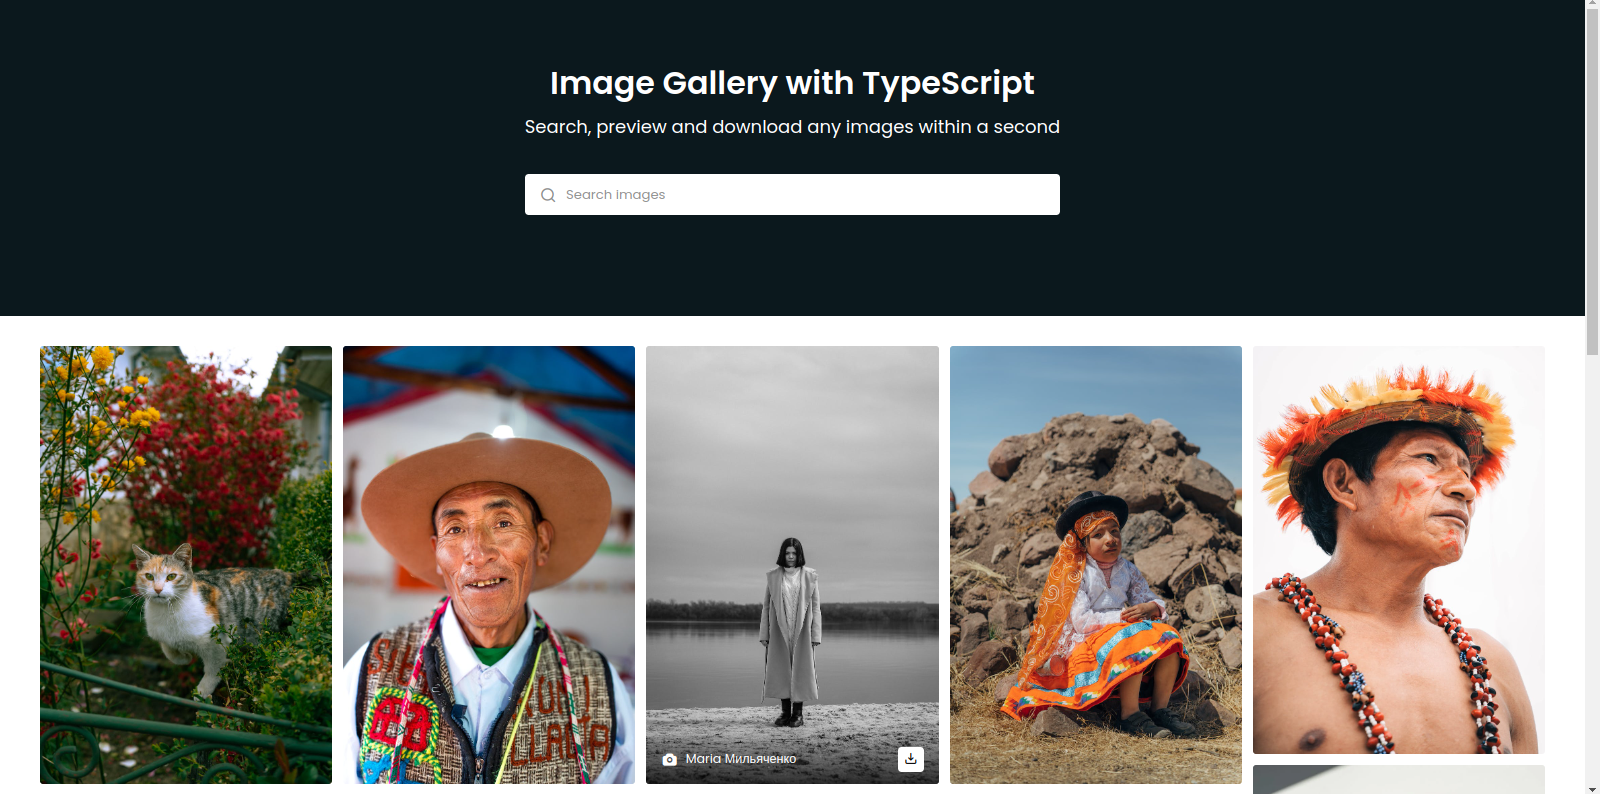 Image Gallery with TypeScript
Search, preview and download any images within a second
Search images
Maria Мильяченко